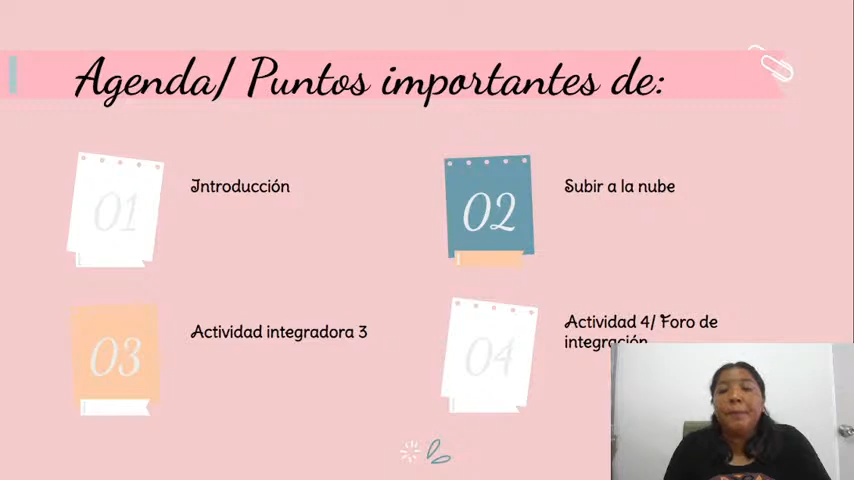 Agenda/ Puntos importantes de:
01
Introducción
02
Subir a la nube
03
Actividad integradora 3
04
Actividad 4/ Foro de
integración